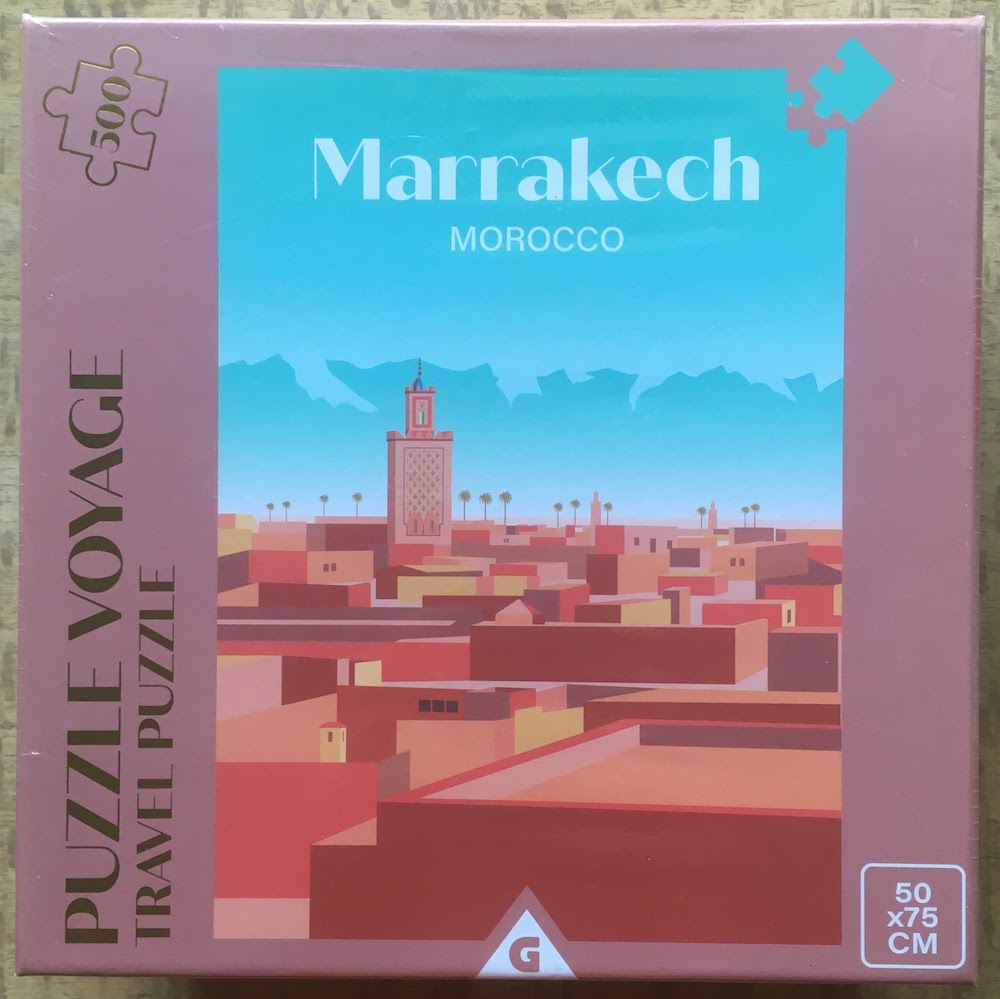 500
Marrakech
MOROCCO
PUZZLE VOYAGE
TRAVEL PUZZLE
G
50
x75
CM